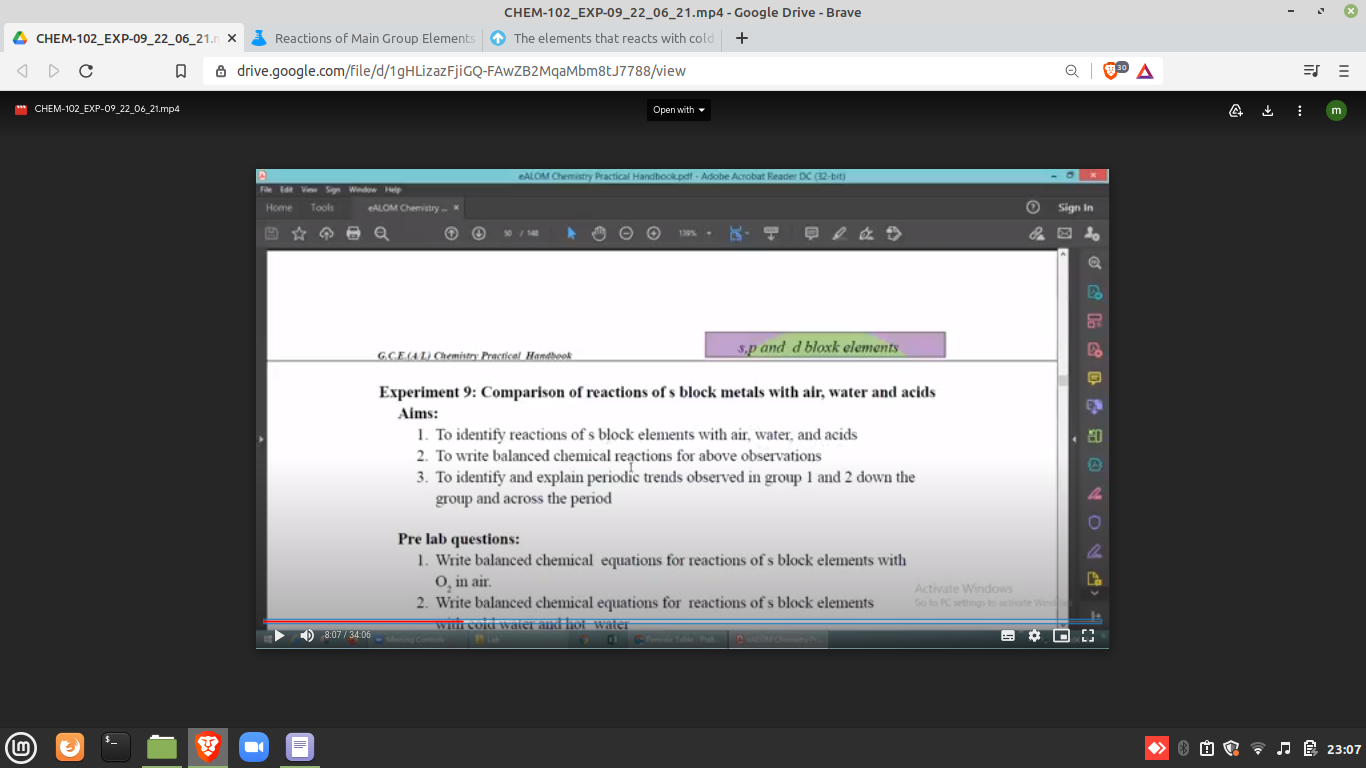 CHEM-102_EXP-09_22_06_21.mp4 - Google Drive - Brave
CHEM-102_EXP-09_22_06_21.m
Reactions of Main Group Elements
The elements that reacts with cold
drive.google.com/file/d/1gHLizazFjiGQ-FAwZB2MqaMbm8tJ7788/view
30
CHEM-102_EXP-09_22_06_21.mp4
Open with
m
eALOM Chemistry Practical Handbook.pdf - Adobe Acrobat Reader DC (32-bit)
File Edit View Sign Window Help
Home Tools eALOM Chemistry ... × Sign In
50 / 148 139%
s,p and d bloxk elements
G.C.E.(A/L) Chemistry Practical Handbook
Experiment 9: Comparison of reactions of s block metals with air, water and acids
Aims:
1. To identify reactions of s block elements with air, water, and acids
2. To write balanced chemical reactions for above observations
3. To identify and explain periodic trends observed in group 1 and 2 down the
group and across the period
Pre lab questions:
1. Write balanced chemical equations for reactions of s block elements with
O₂ in air.
2. Write balanced chemical equations for reactions of s block elements
with cold water and hot water
Activate Windows
Go to PC settings to activate
8:07 / 34:06
Meeting Controls
Lab
eALOM Chemistry
23:07